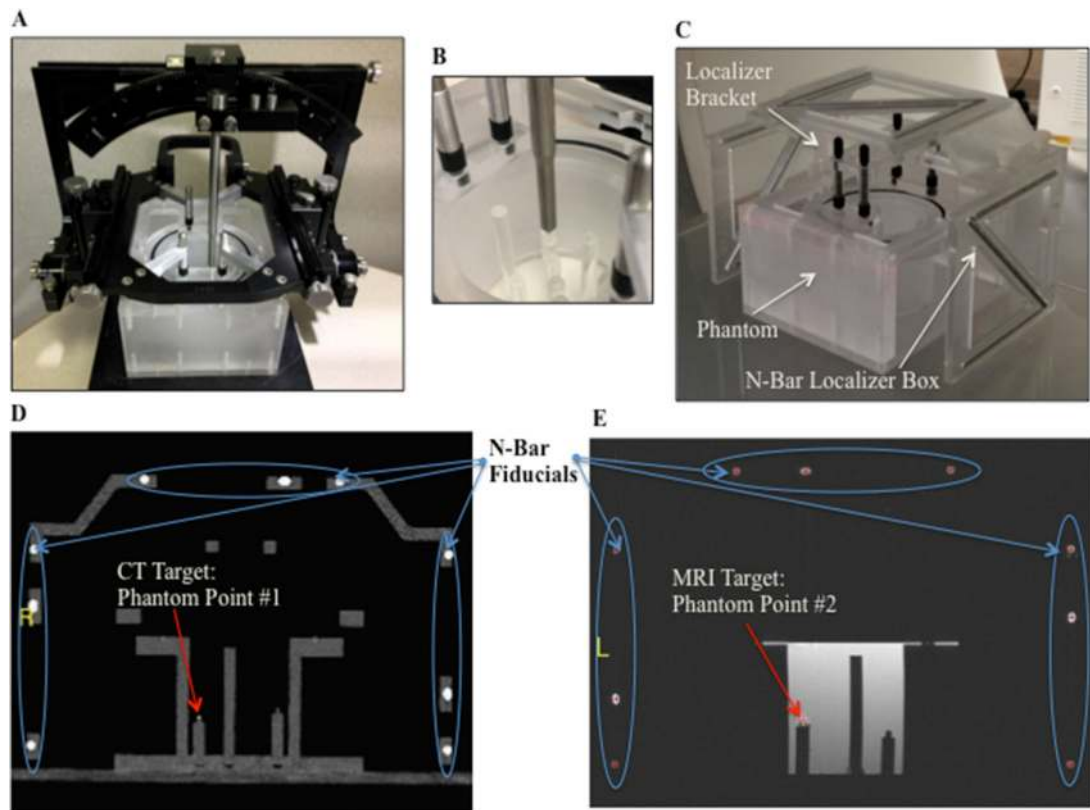 A
B
C
Localizer
Bracket
Phantom
N-Bar Localizer Box
D
N-Bar
Fiducials
E
CT Target:
Phantom Point #1
R
MRI Target:
Phantom Point #2
L